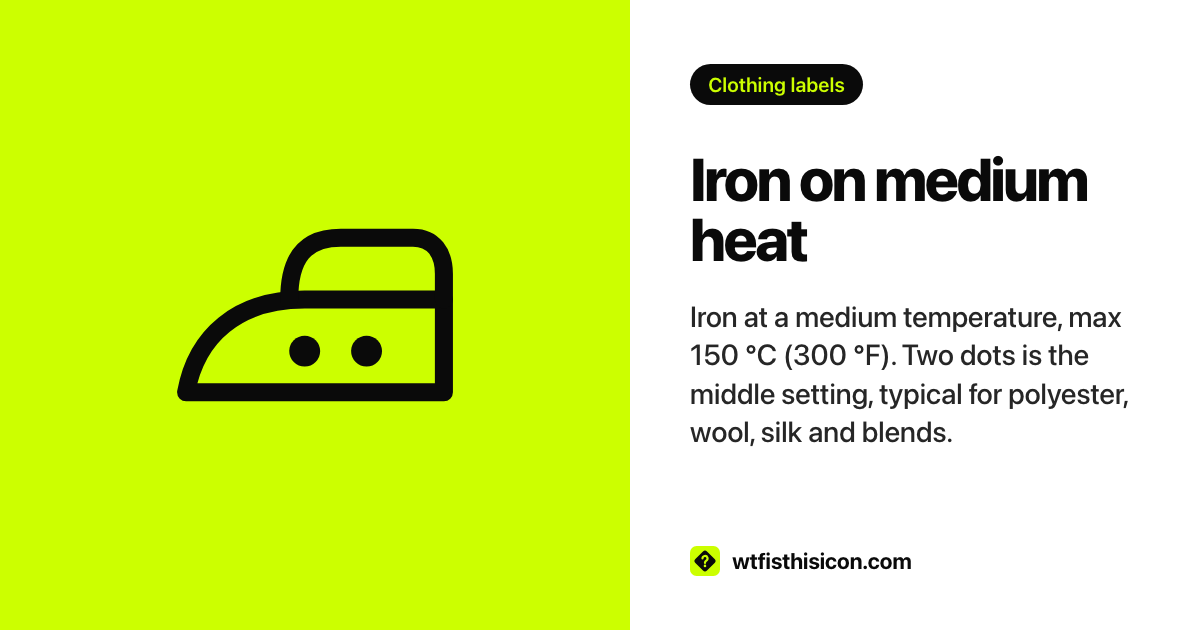 Clothing labels
Iron on medium
heat
Iron at a medium temperature, max
150 °C (300 °F). Two dots is the
middle setting, typical for polyester,
wool, silk and blends.
?
wtfisthisicon.com